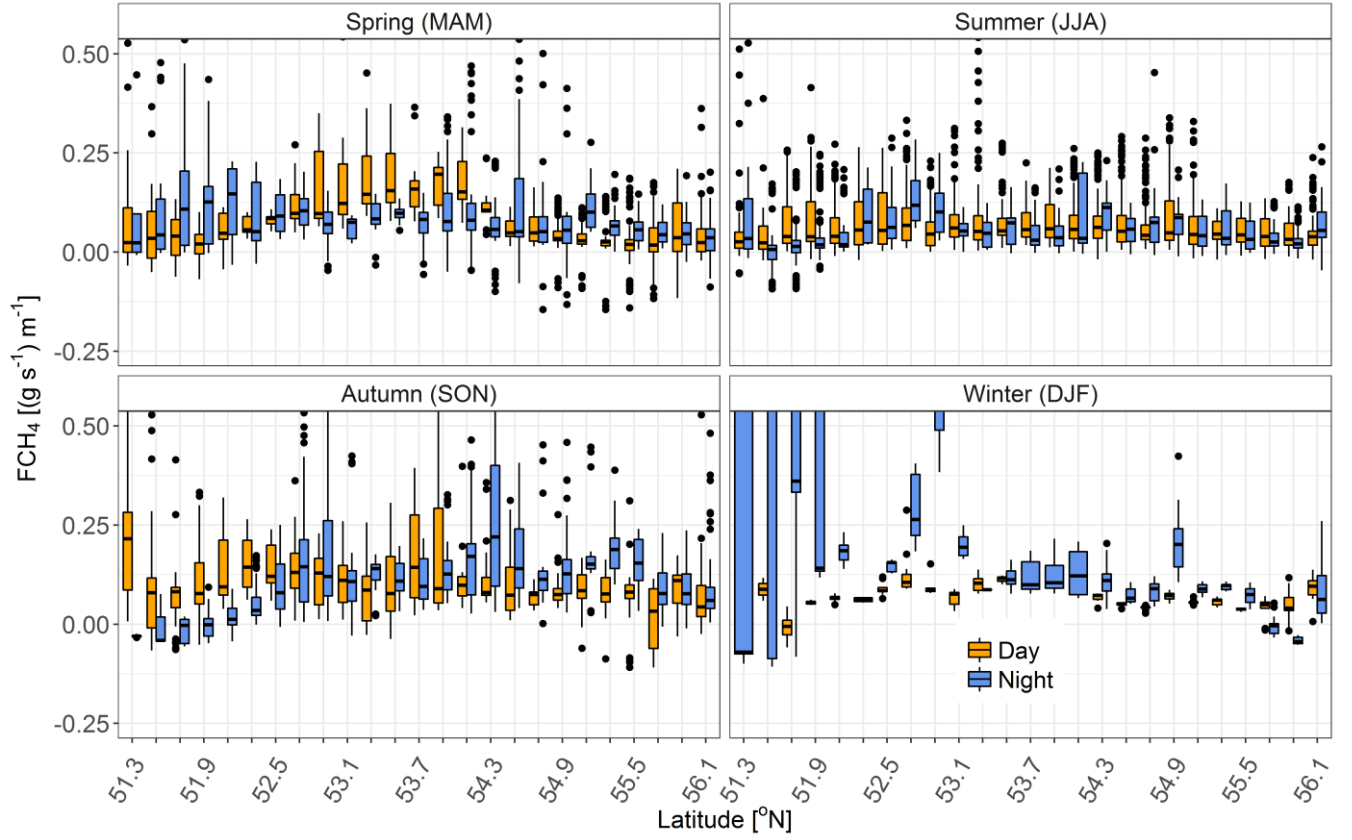 Spring (MAM)
Summer (JJA)
0.50
0.25
0.00
-0.25
Autumn (SON)
Winter (DJF)
0.50
0.25
0.00
-0.25
FCH₄ [(g s⁻¹) m⁻¹]
Day
Night
51.3 51.9 52.5 53.1 53.7 54.3 54.9 55.5 56.1
51.3 51.9 52.5 53.1 53.7 54.3 54.9 55.5 56.1
Latitude [°N]